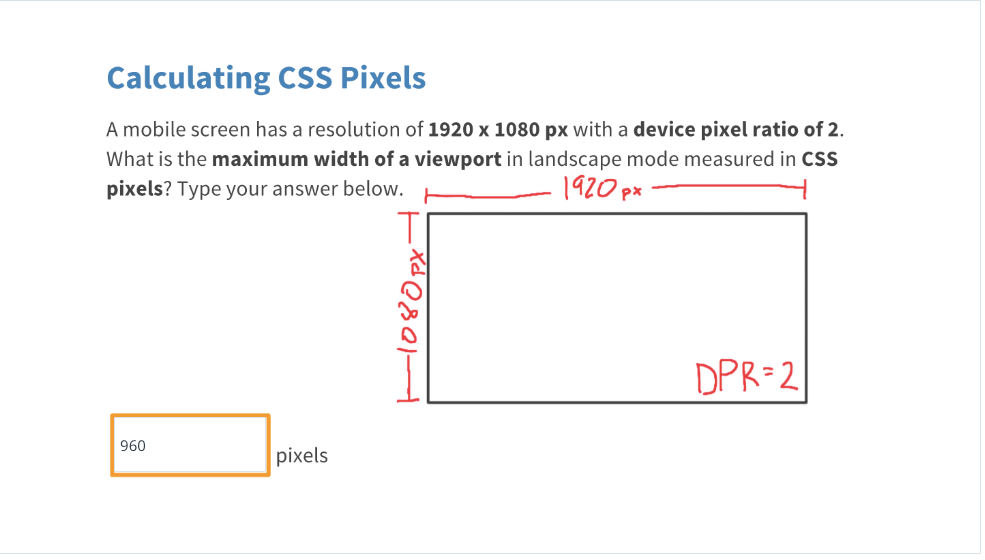 Calculating CSS Pixels
A mobile screen has a resolution of 1920 x 1080 px with a device pixel ratio of 2.
What is the maximum width of a viewport in landscape mode measured in CSS
pixels? Type your answer below.
1920 px
1080 px
DPR=2
960
pixels